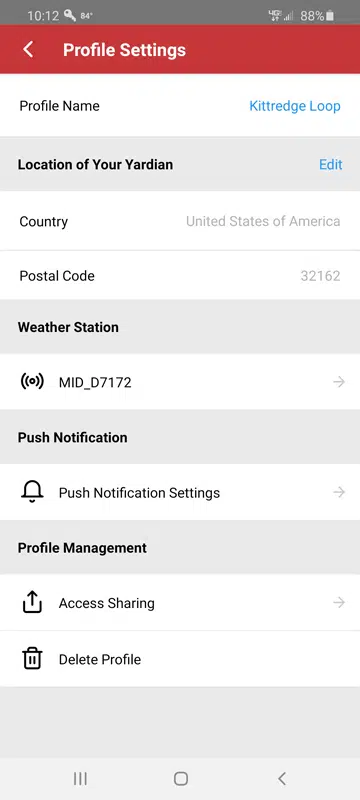 10:12 84° 88%
Profile Settings
Profile Name Kittredge Loop
Location of Your Yardian Edit
Country United States of America
Postal Code 32162
Weather Station
MID_D7172
Push Notification
Push Notification Settings
Profile Management
Access Sharing
Delete Profile